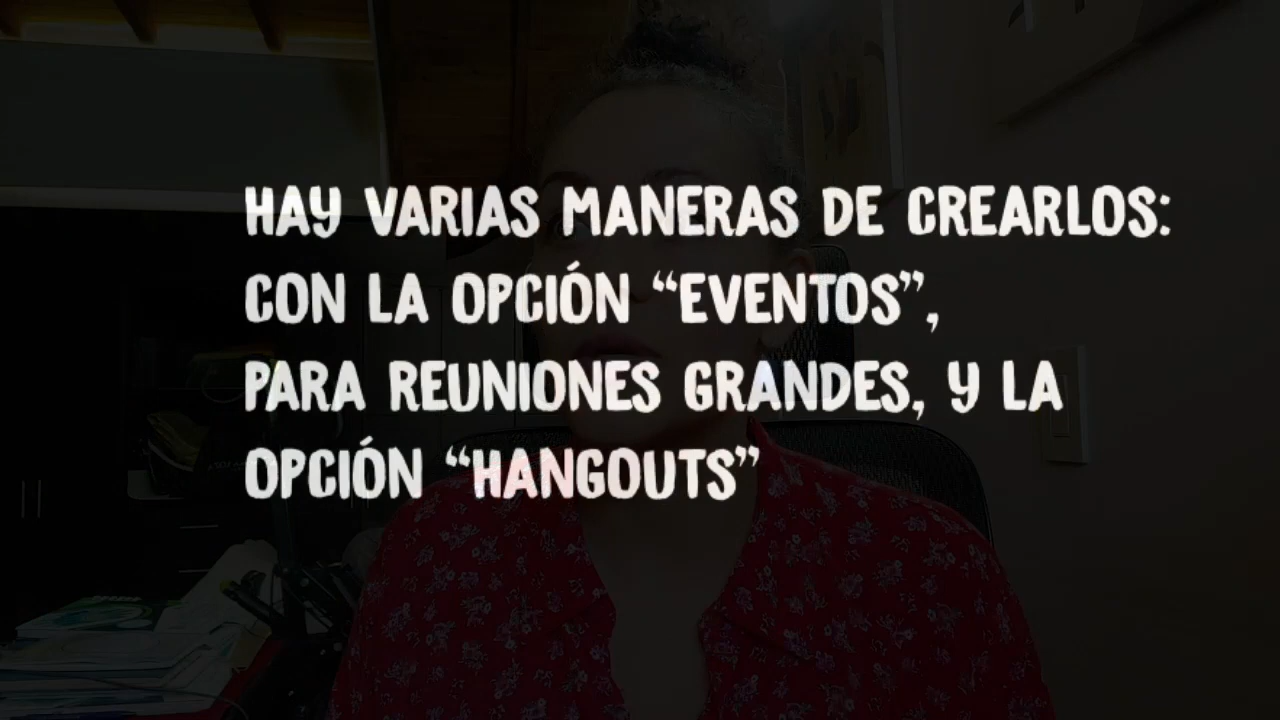 HAY VARIAS MANERAS DE CREARLOS:
CON LA OPCIÓN “EVENTOS”,
PARA REUNIONES GRANDES, Y LA
OPCIÓN “HANGOUTS”